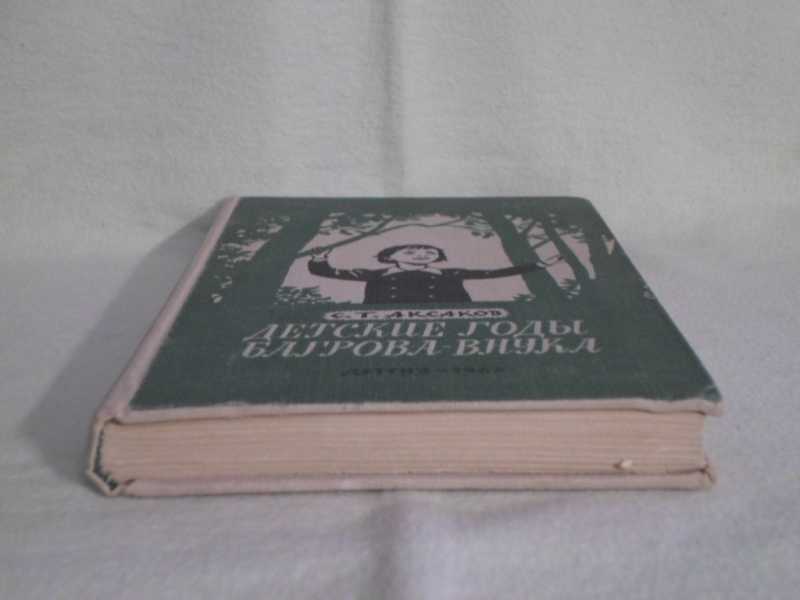 С.Т. АКСАКОВ
ДЕТСКИЕ ГОДЫ
БАГРОВА-ВНУКА
ДЕТГИЗ